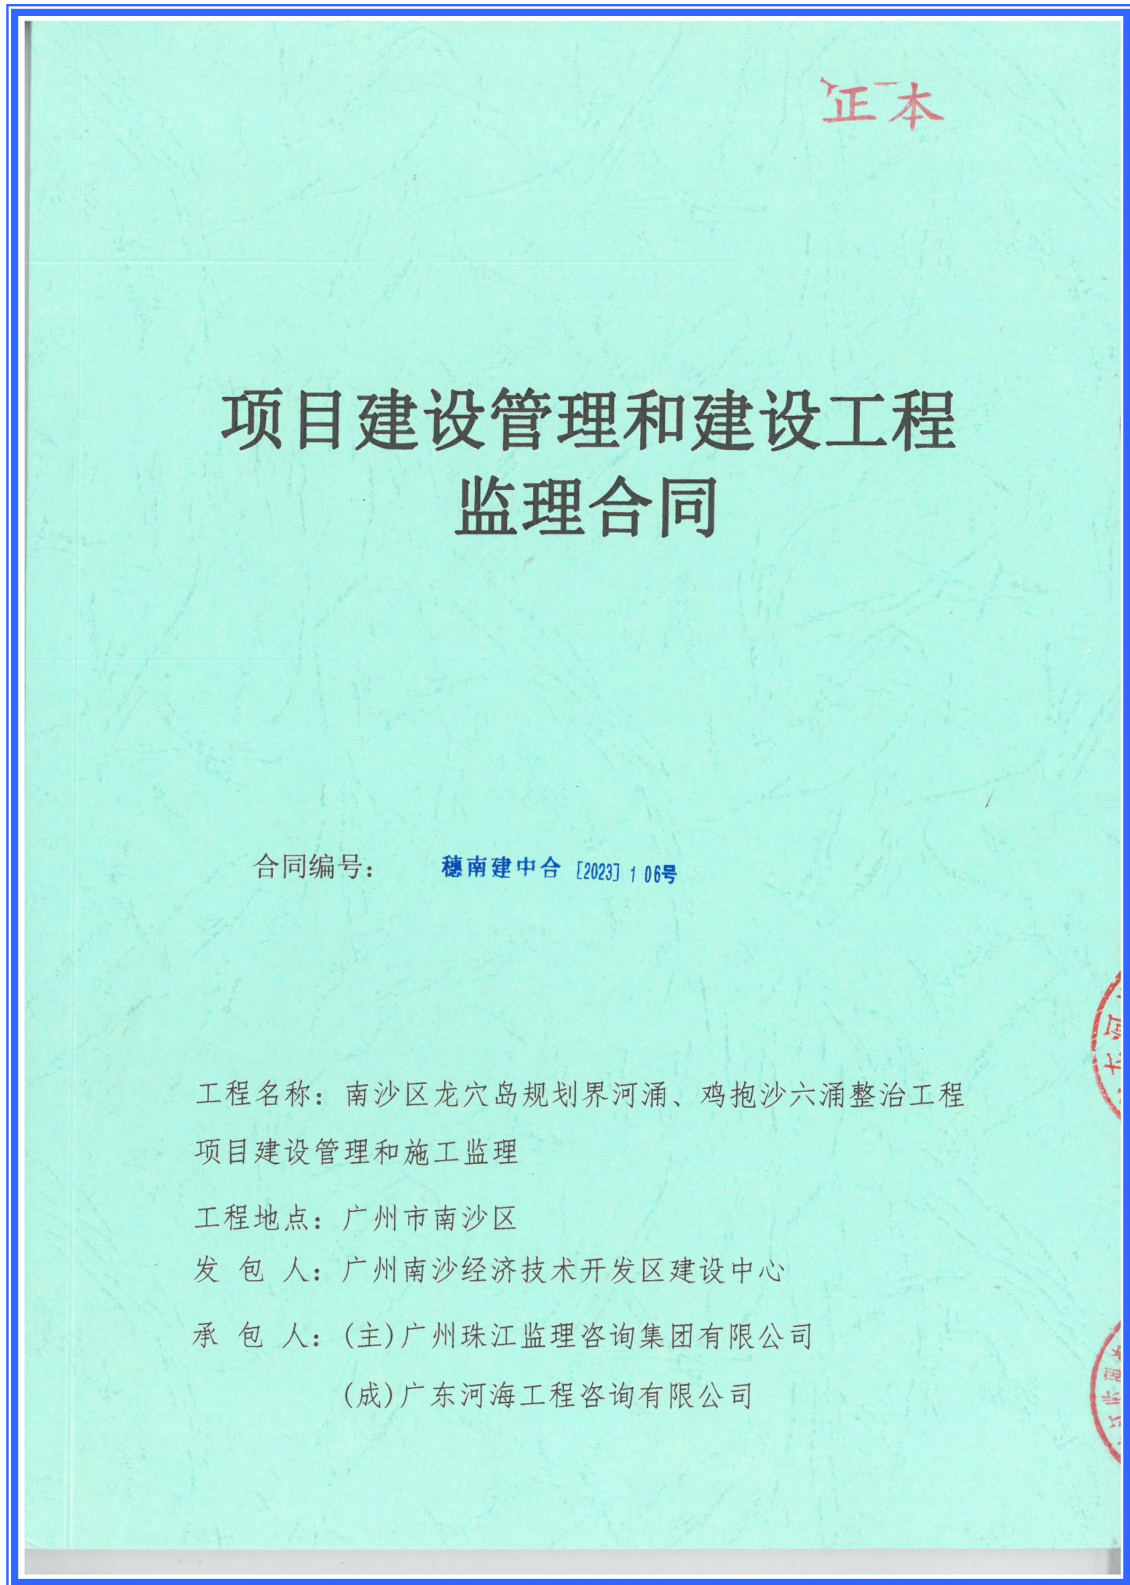 正本
项目建设管理和建设工程
监理合同
合同编号： 穗南建中合 [2023] 106号
工程名称：南沙区龙穴岛规划界河涌、鸡抱沙六涌整治工程
项目建设管理和施工监理
工程地点：广州市南沙区
发 包 人：广州南沙经济技术开发区建设中心
承 包 人：(主)广州珠江监理咨询集团有限公司
(成)广东河海工程咨询有限公司